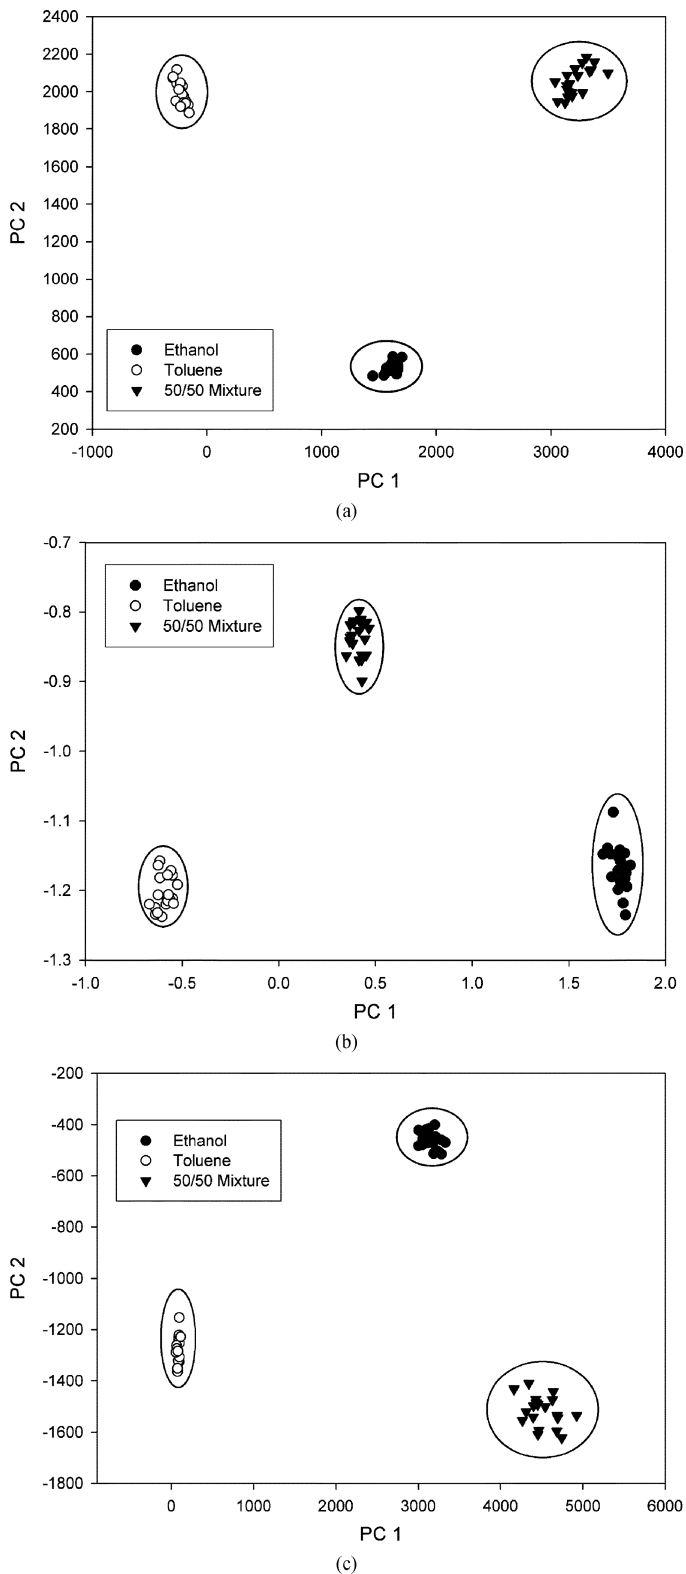 2400
2200
2000
1800
1600
1400
1200
1000
800
600
400
200
PC 2
Ethanol
Toluene
50/50 Mixture
-1000 0 1000 2000 3000 4000
PC 1
(a)
-0.7
-0.8
-0.9
-1.0
-1.1
-1.2
-1.3
PC 2
Ethanol
Toluene
50/50 Mixture
-1.0 -0.5 0.0 0.5 1.0 1.5 2.0
PC 1
(b)
-200
-400
-600
-800
-1000
-1200
-1400
-1600
-1800
PC 2
Ethanol
Toluene
50/50 Mixture
0 1000 2000 3000 4000 5000 6000
PC 1
(c)